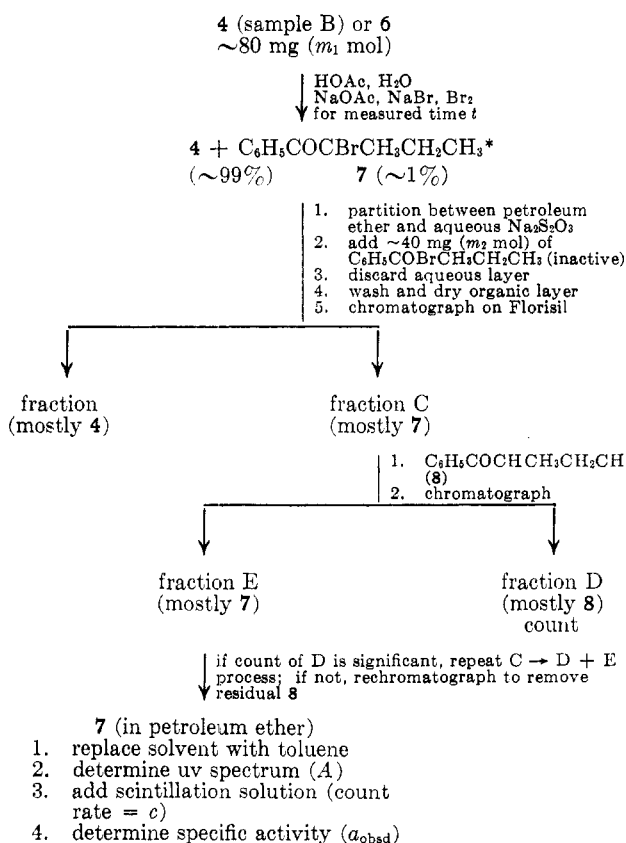 4 (sample B) or 6
~80 mg (m₁ mol)
HOAc, H₂O
NaOAc, NaBr, Br₂
for measured time t
4 + C₆H₅COCBrCH₃CH₂CH₃*
(~99%) 7 (~1%)
1. partition between petroleum
ether and aqueous Na₂S₂O₃
2. add ~40 mg (m₂ mol) of
C₆H₅COBrCH₃CH₂CH₃ (inactive)
3. discard aqueous layer
4. wash and dry organic layer
5. chromatograph on Florisil
fraction
(mostly 4)
fraction C
(mostly 7)
1. C₆H₅COCHCH₃CH₂CH
(8)
2. chromatograph
fraction E
(mostly 7)
fraction D
(mostly 8)
count
if count of D is significant, repeat C → D + E
process; if not, rechromatograph to remove
residual 8
7 (in petroleum ether)
1. replace solvent with toluene
2. determine uv spectrum (A)
3. add scintillation solution (count
rate = c)
4. determine specific activity (aobsd)